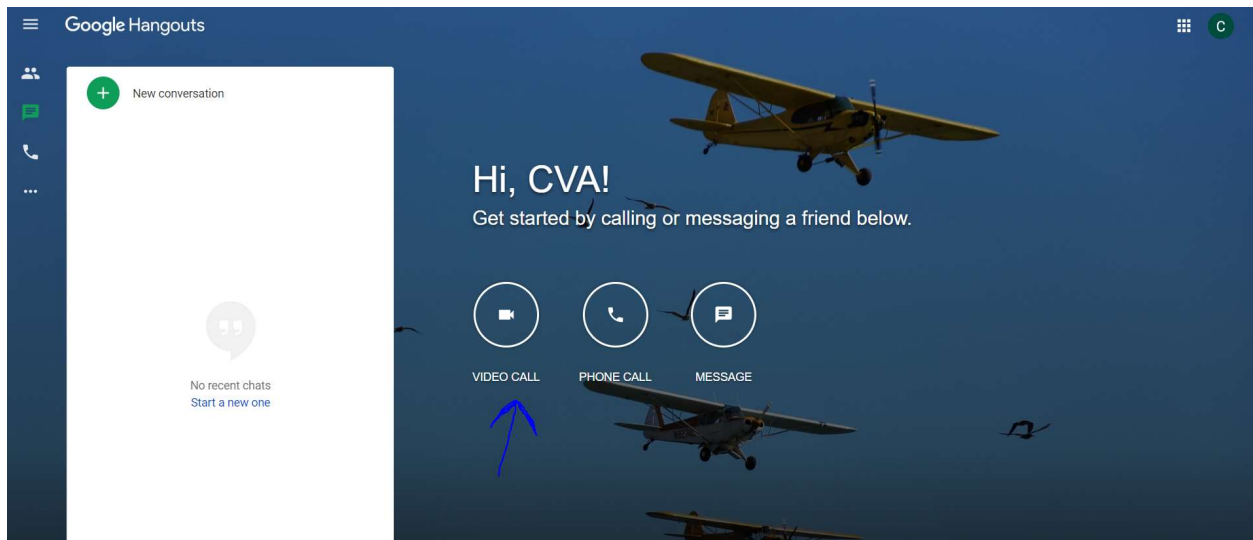 Google Hangouts
C
New conversation
Hi, CVA!
Get started by calling or messaging a friend below.
VIDEO CALL
PHONE CALL
MESSAGE
No recent chats
Start a new one